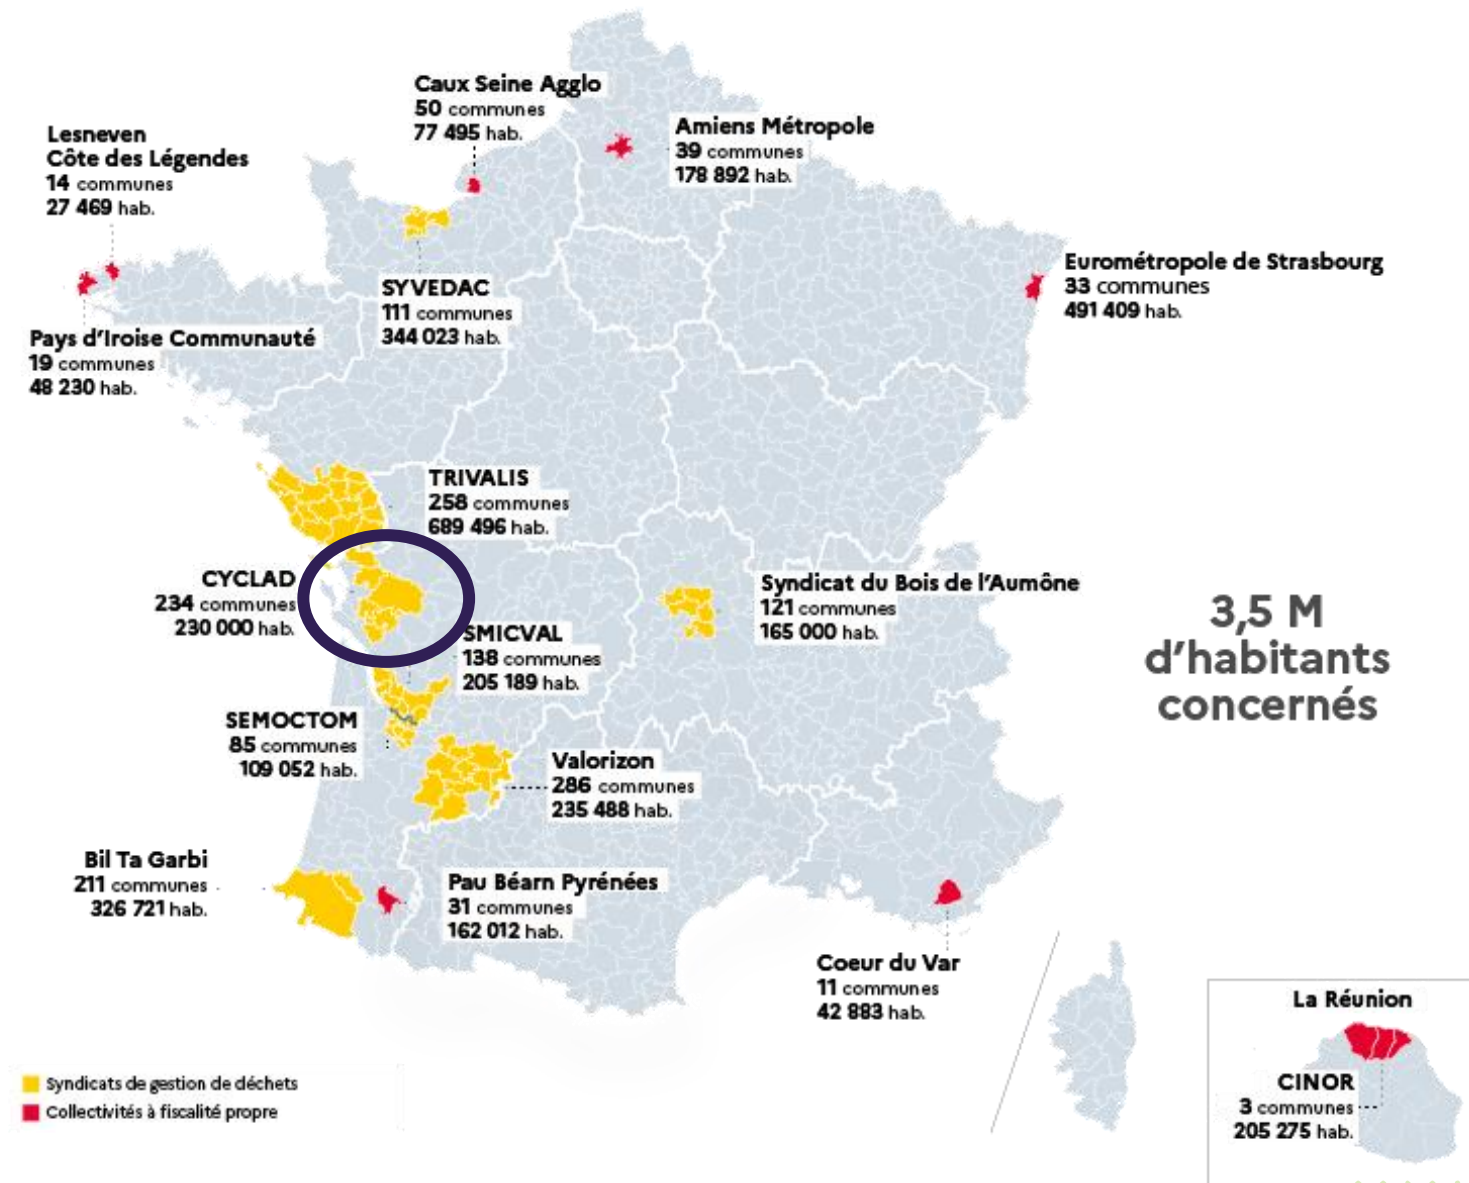 Caux Seine Agglo
50 communes
77 495 hab.
Amiens Métropole
39 communes
178 892 hab.
Lesneven
Côte des Légendes
14 communes
27 469 hab.
Eurométropole de Strasbourg
33 communes
491 409 hab.
SYVEDAC
111 communes
344 023 hab.
Pays d'Iroise Communauté
19 communes
48 230 hab.
TRIVALIS
258 communes
689 496 hab.
CYCLAD
234 communes
230 000 hab.
Syndicat du Bois de l'Aumône
121 communes
165 000 hab.
3,5 M
d'habitants
concernés
SMICVAL
138 communes
205 189 hab.
SEMOCTOM
85 communes
109 052 hab.
Valorizon
286 communes
235 488 hab.
Bil Ta Garbi
211 communes
326 721 hab.
Pau Béarn Pyrénées
31 communes
162 012 hab.
Coeur du Var
11 communes
42 883 hab.
La Réunion
CINOR
3 communes
205 275 hab.
Syndicats de gestion de déchets
Collectivités à fiscalité propre